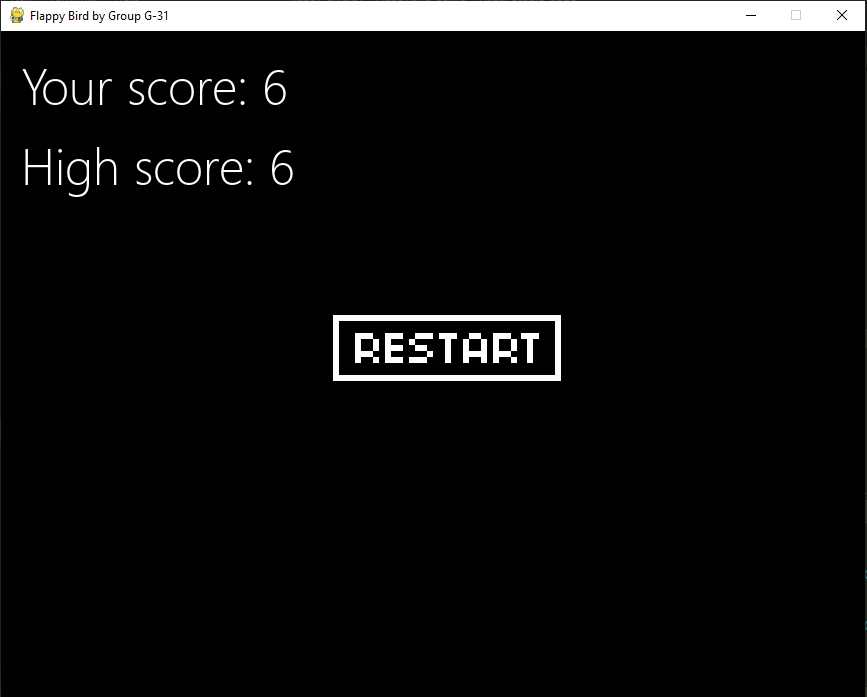 Flappy Bird by Group G-31
Your score: 6
High score: 6
RESTART